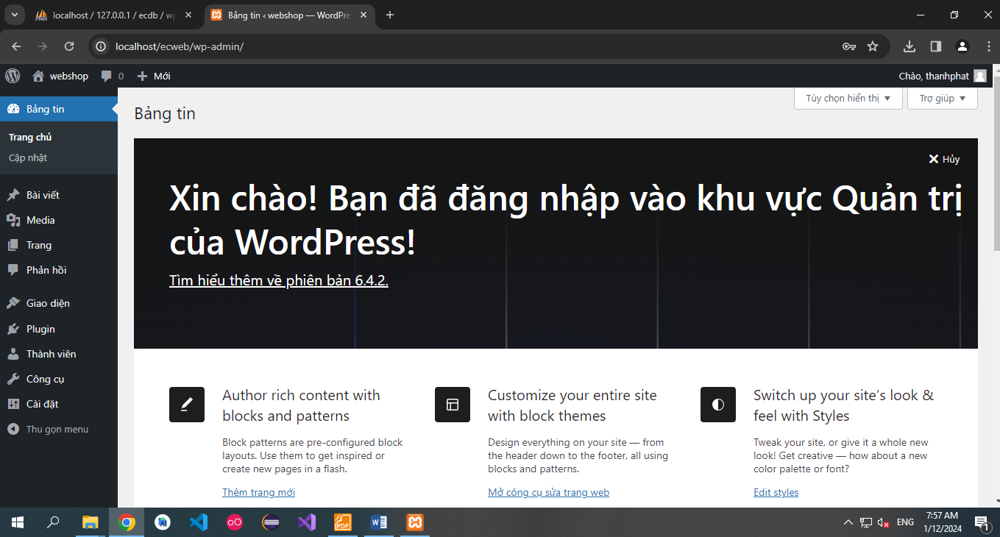 localhost / 127.0.0.1 / ecdb / wp
Bảng tin ‹ webshop — WordPre
localhost/ecweb/wp-admin/
webshop
0
Mới
Chào, thanhphat
Bảng tin
Trang chủ
Cập nhật
Bài viết
Media
Trang
Phản hồi
Giao diện
Plugin
Thành viên
Công cụ
Cài đặt
Thu gọn menu
Tùy chọn hiển thị
Trợ giúp
Bảng tin
Hủy
Xin chào! Bạn đã đăng nhập vào khu vực Quản trị
của WordPress!
Tìm hiểu thêm về phiên bản 6.4.2.
Author rich content with
blocks and patterns
Block patterns are pre-configured block
layouts. Use them to get inspired or
create new pages in a flash.
Thêm trang mới
Customize your entire site
with block themes
Design everything on your site — from
the header down to the footer, all using
blocks and patterns.
Mở công cụ sửa trang web
Switch up your site’s look &
feel with Styles
Tweak your site, or give it a whole new
look! Get creative — how about a new
color palette or font?
Edit styles
PDF
ENG
7:57 AM
1/12/2024
1